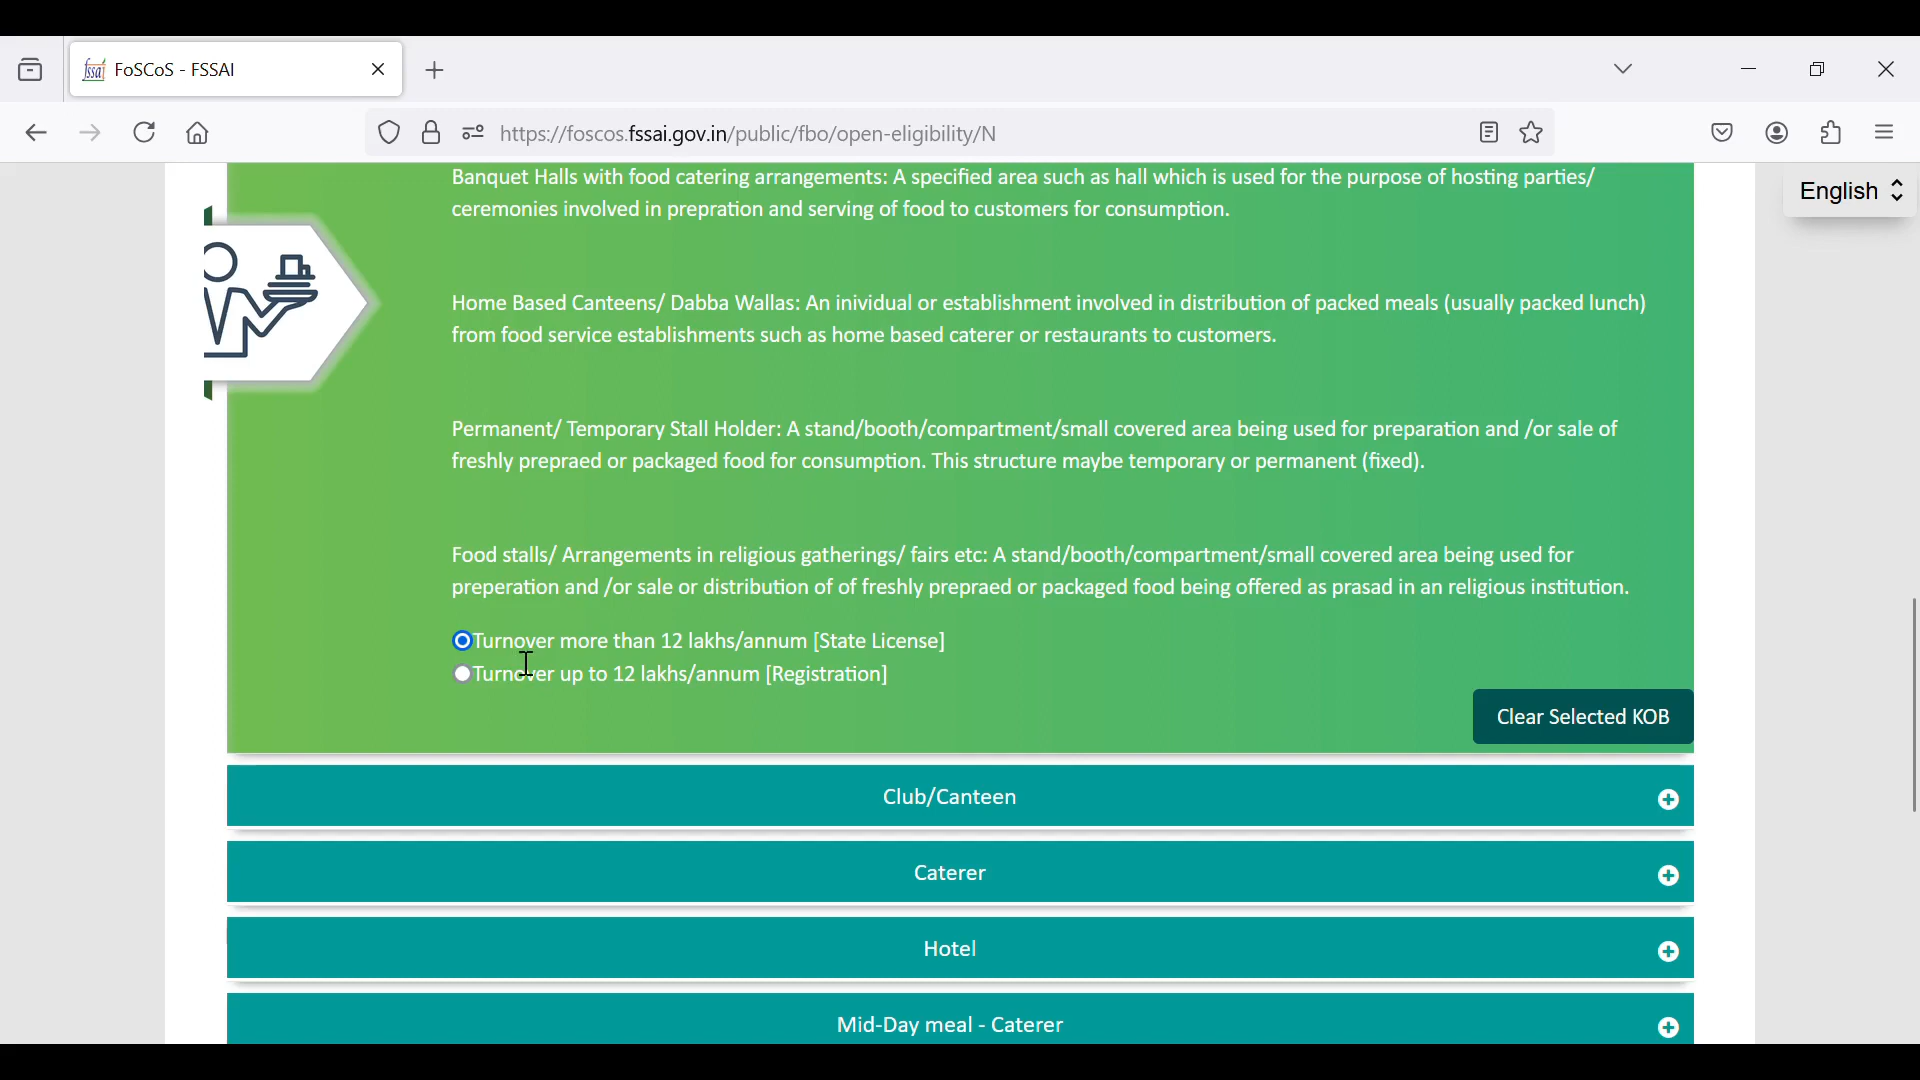 fssai FoSCoS - FSSAI
https://foscos.fssai.gov.in/public/fbo/open-eligibility/N
English
Banquet Halls with food catering arrangements: A specified area such as hall which is used for the purpose of hosting parties/
ceremonies involved in prepration and serving of food to customers for consumption.
Home Based Canteens/ Dabba Wallas: An inividual or establishment involved in distribution of packed meals (usually packed lunch)
from food service establishments such as home based caterer or restaurants to customers.
Permanent/ Temporary Stall Holder: A stand/booth/compartment/small covered area being used for preparation and /or sale of
freshly prepraed or packaged food for consumption. This structure maybe temporary or permanent (fixed).
Food stalls/ Arrangements in religious gatherings/ fairs etc: A stand/booth/compartment/small covered area being used for
preperation and /or sale or distribution of of freshly prepraed or packaged food being offered as prasad in an religious institution.
Turnover more than 12 lakhs/annum [State License]
Turnover up to 12 lakhs/annum [Registration]
Clear Selected KOB
Club/Canteen
Caterer
Hotel
Mid-Day meal - Caterer